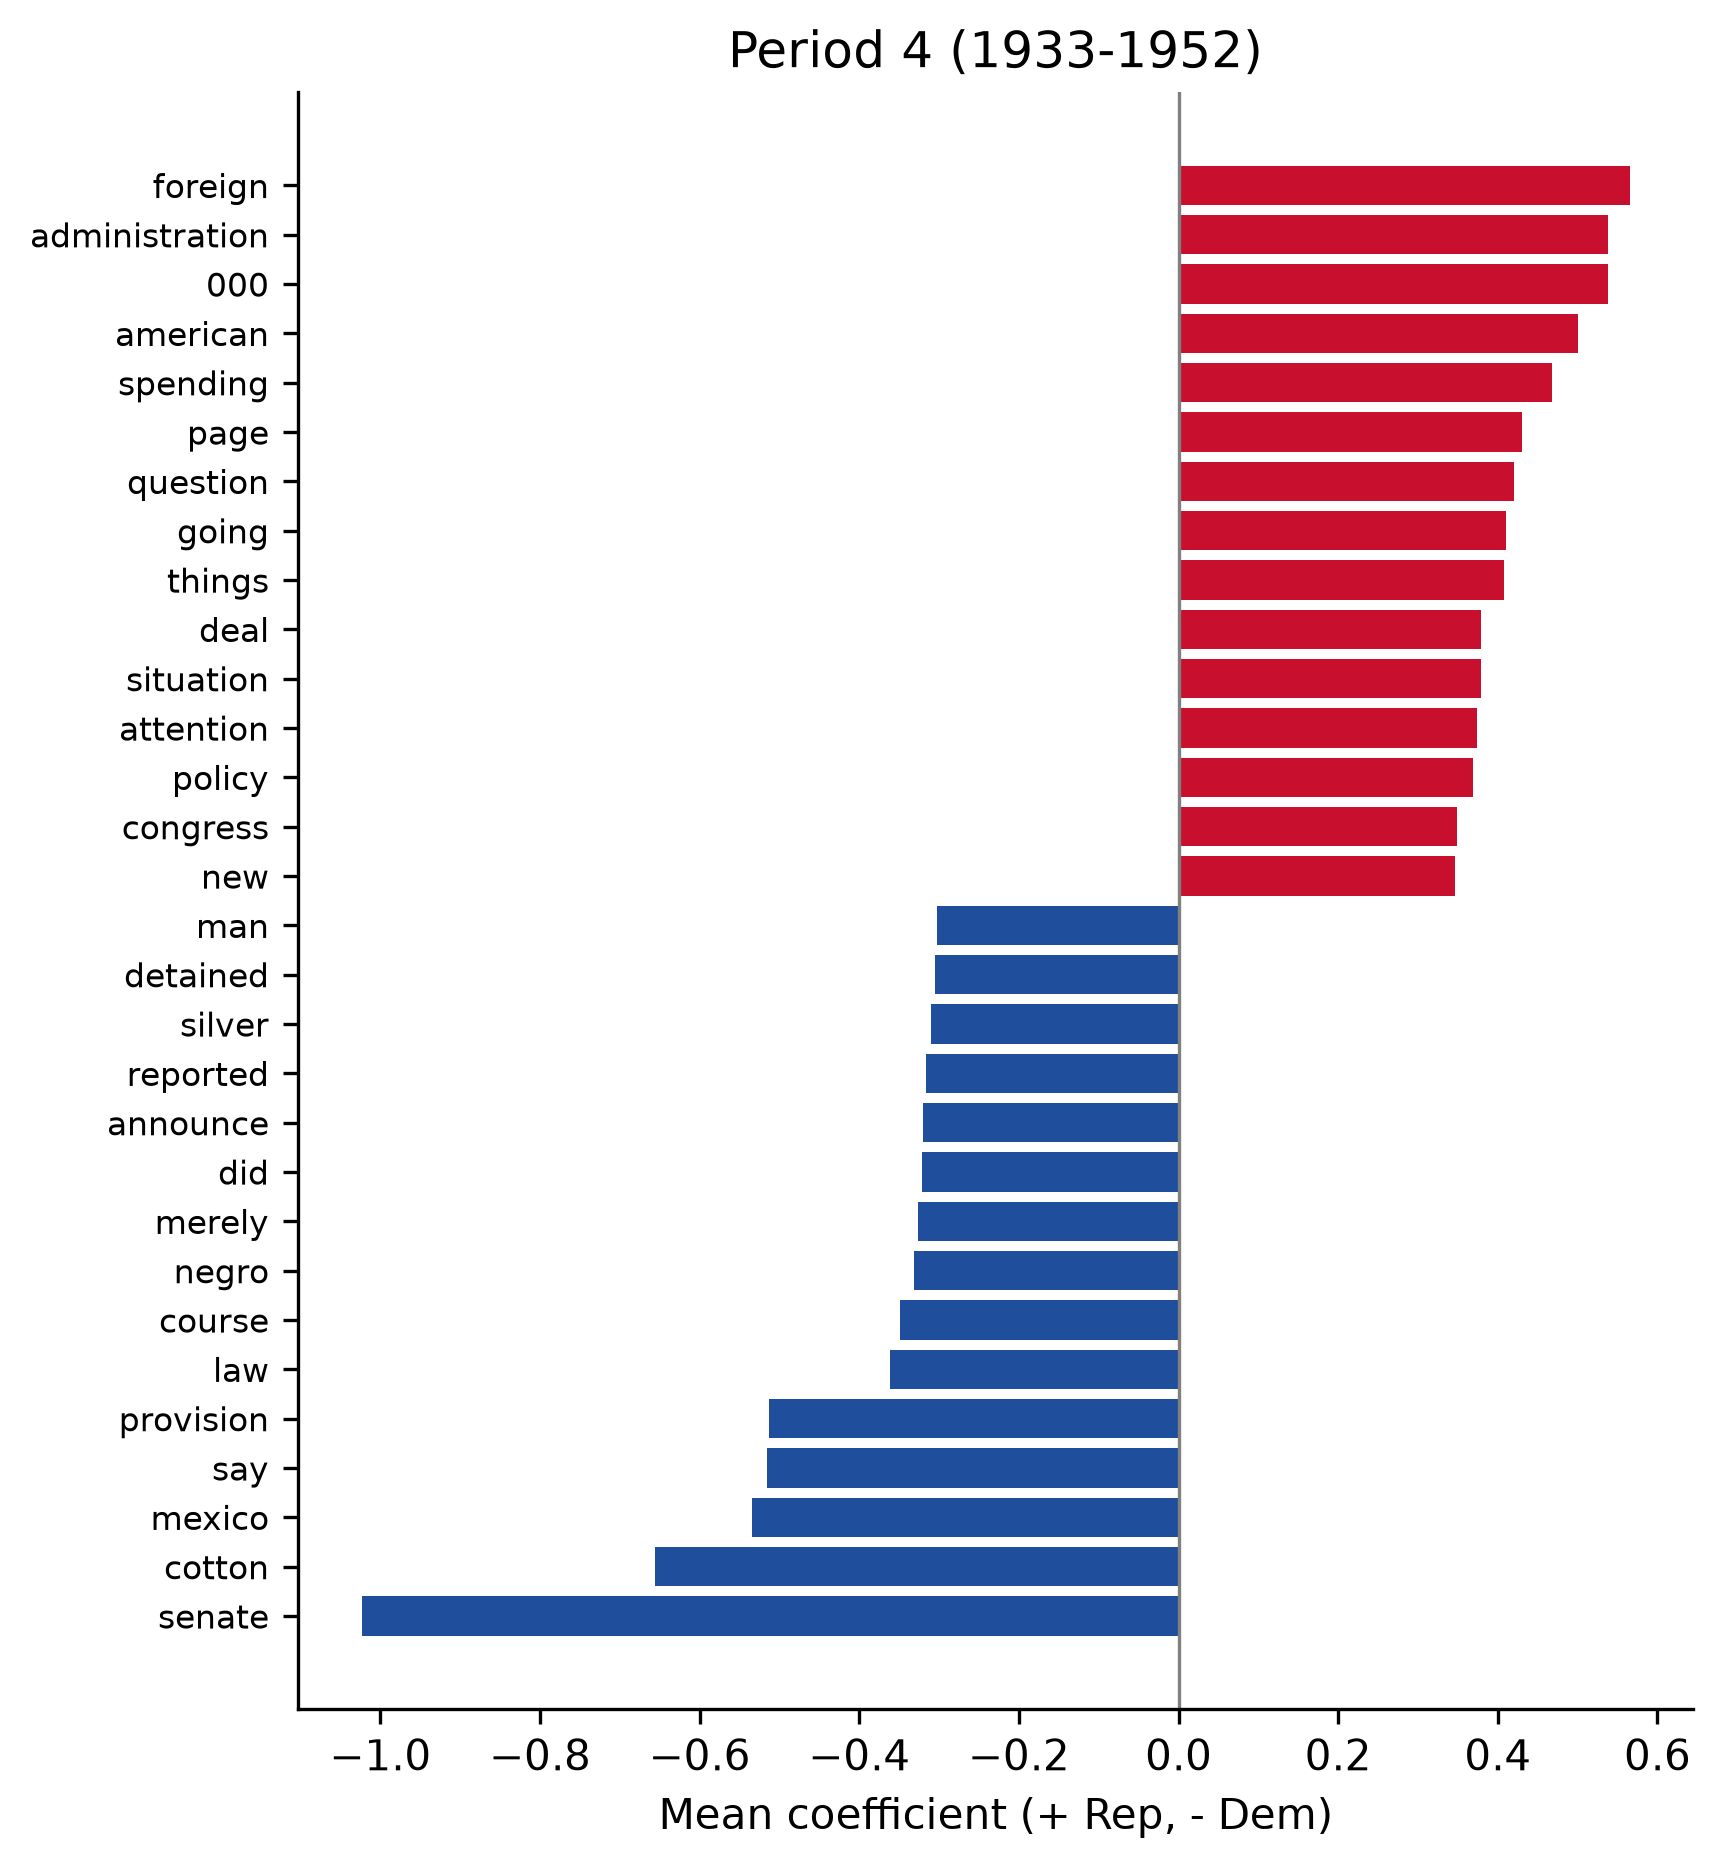 Period 4 (1933-1952)
foreign
administration
000
american
spending
page
question
going
things
deal
situation
attention
policy
congress
new
man
detained
silver
reported
announce
did
merely
negro
course
law
provision
say
mexico
cotton
senate
−1.0 −0.8 −0.6 −0.4 −0.2 0.0 0.2 0.4 0.6
Mean coefficient (+ Rep, - Dem)